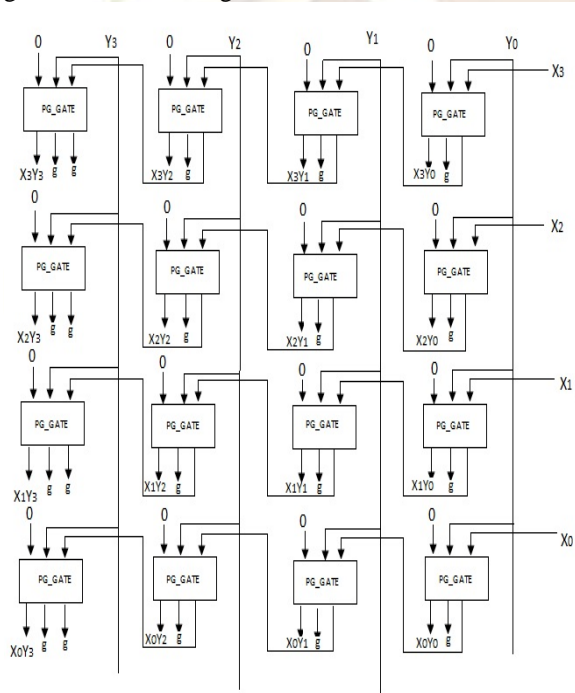 0 Y3 0 Y2 0 Y1 0 Y0
X3
PG_GATE PG_GATE PG_GATE PG_GATE
X3Y3 g g X3Y2 g X3Y1 g X3Y0 g
0 0 0 0 X2
PG_GATE PG_GATE PG_GATE PG_GATE
X2Y3 g g X2Y2 g X2Y1 g X2Y0 g
0 0 0 0 X1
PG_GATE PG_GATE PG_GATE PG_GATE
X1Y3 g g X1Y2 g X1Y1 g X1Y0 g
0 0 0 0 X0
PG_GATE PG_GATE PG_GATE PG_GATE
X0Y3 g g X0Y2 g X0Y1 g X0Y0 g